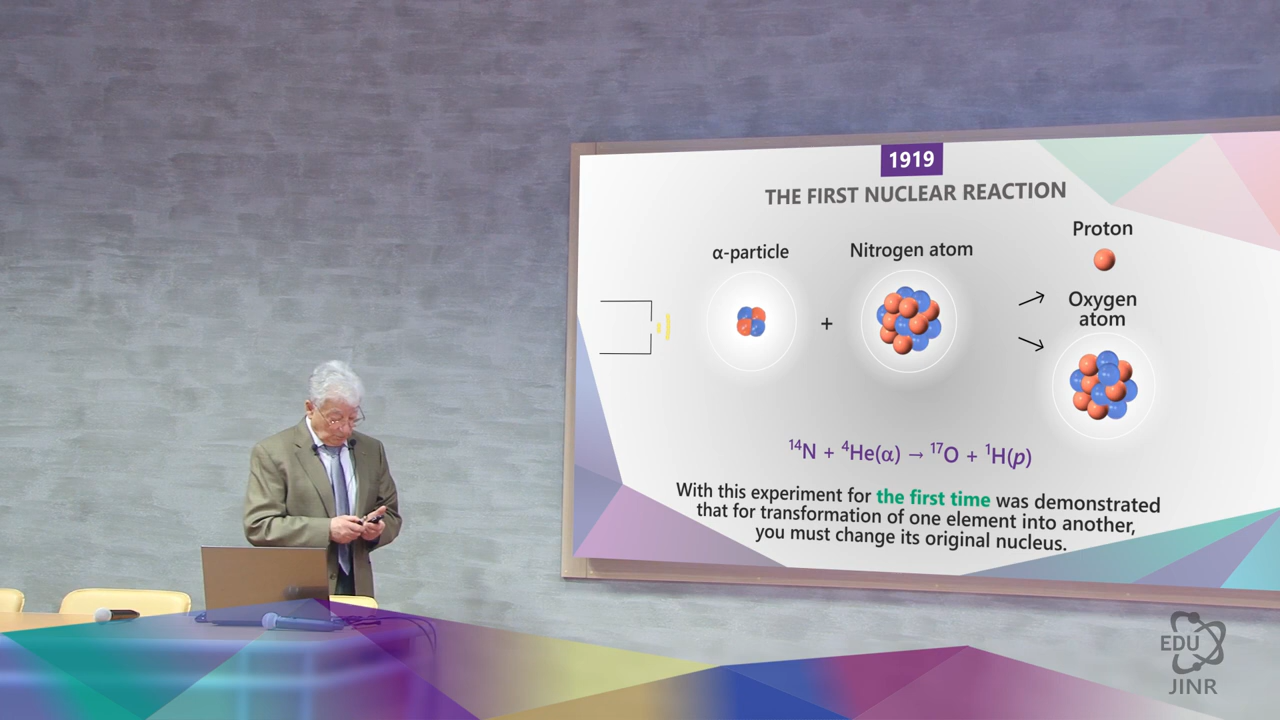 1919
THE FIRST NUCLEAR REACTION
Proton
α-particle
Nitrogen atom
Oxygen
atom
+
¹⁴N + ⁴He(α) → ¹⁷O + ¹H(p)
With this experiment for the first time was demonstrated
that for transformation of one element into another,
you must change its original nucleus.
EDU
JINR